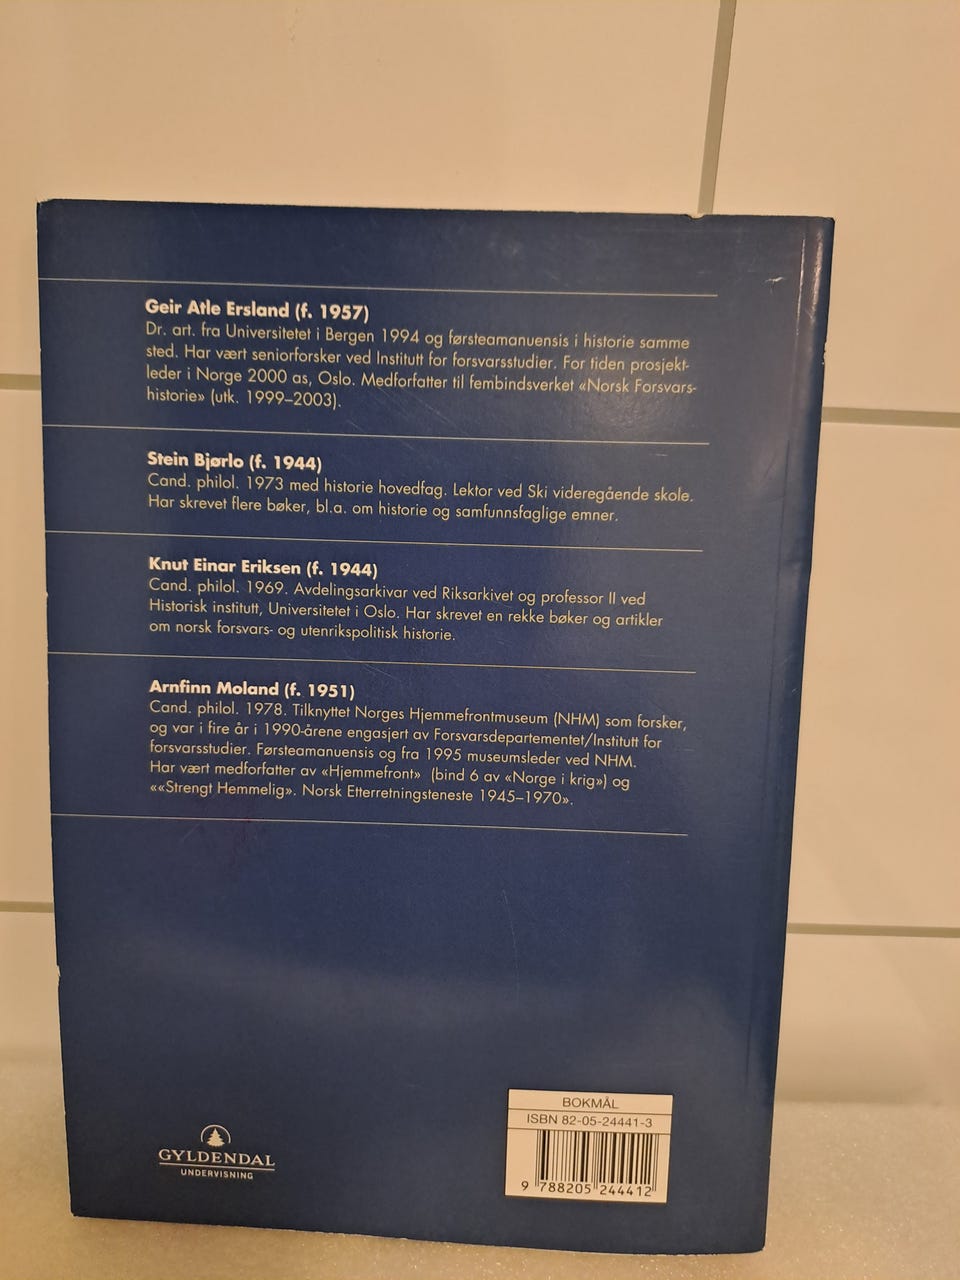 Geir Atle Ersland (f. 1957)
Dr. art. fra Universitetet i Bergen 1994 og førsteamanuensis i historie samme
sted. Har vært seniorforsker ved Institutt for forsvarsstudier. For tiden prosjekt-
leder i Norge 2000 as, Oslo. Medforfatter til fembindsverket «Norsk Forsvars-
historie» (utk. 1999–2003).
Stein Bjørlo (f. 1944)
Cand. philol. 1973 med historie hovedfag. Lektor ved Ski videregående skole.
Har skrevet flere bøker, bl.a. om historie og samfunnsfaglige emner.
Knut Einar Eriksen (f. 1944)
Cand. philol. 1969. Avdelingsarkivar ved Riksarkivet og professor II ved
Historisk institutt, Universitetet i Oslo. Har skrevet en rekke bøker og artikler
om norsk forsvars- og utenrikspolitisk historie.
Arnfinn Moland (f. 1951)
Cand. philol. 1978. Tilknyttet Norges Hjemmefrontmuseum (NHM) som forsker,
og var i fire år i 1990-årene engasjert av Forsvarsdepartementet/Institutt for
forsvarsstudier. Førsteamanuensis og fra 1995 museumsleder ved NHM.
Har vært medforfatter av «Hjemmefront» (bind 6 av «Norge i krig») og
««Strengt Hemmelig». Norsk Etterretningsteneste 1945–1970».
GYLDENDAL
UNDERVISNING
BOKMÅL
ISBN 82-05-24441-3
9 788205 244412